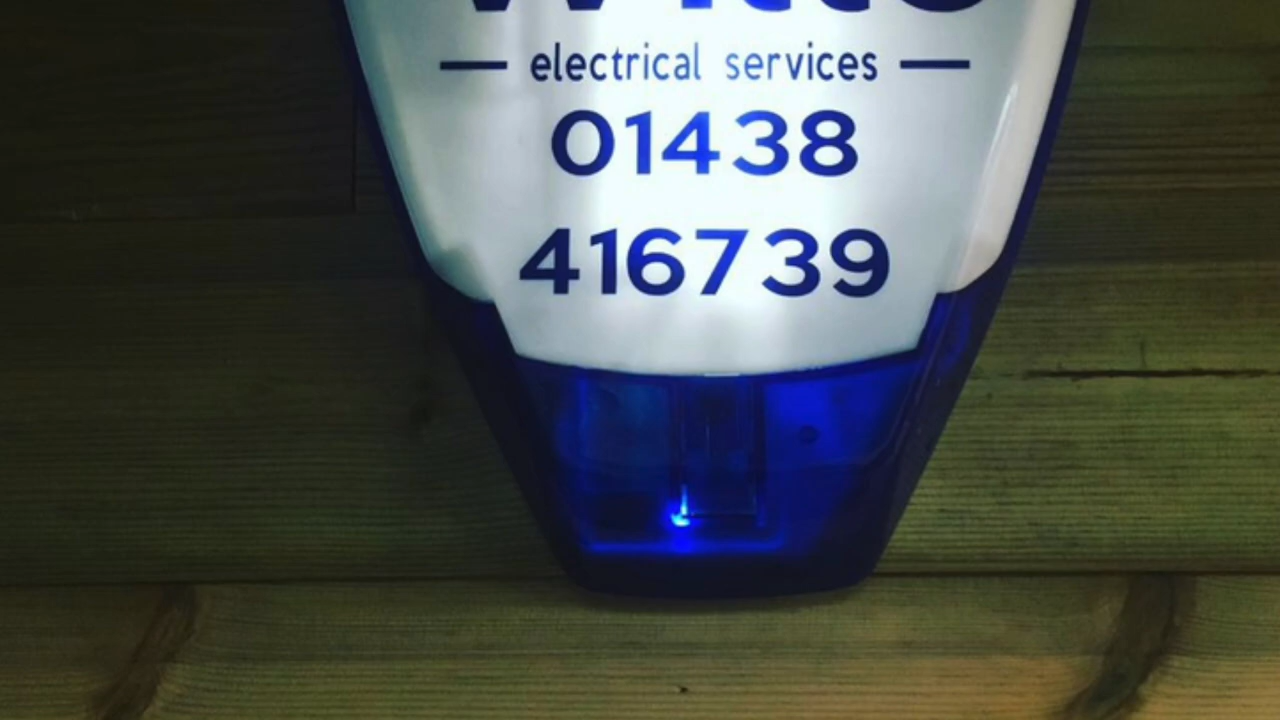 — electrical services —
01438
416739